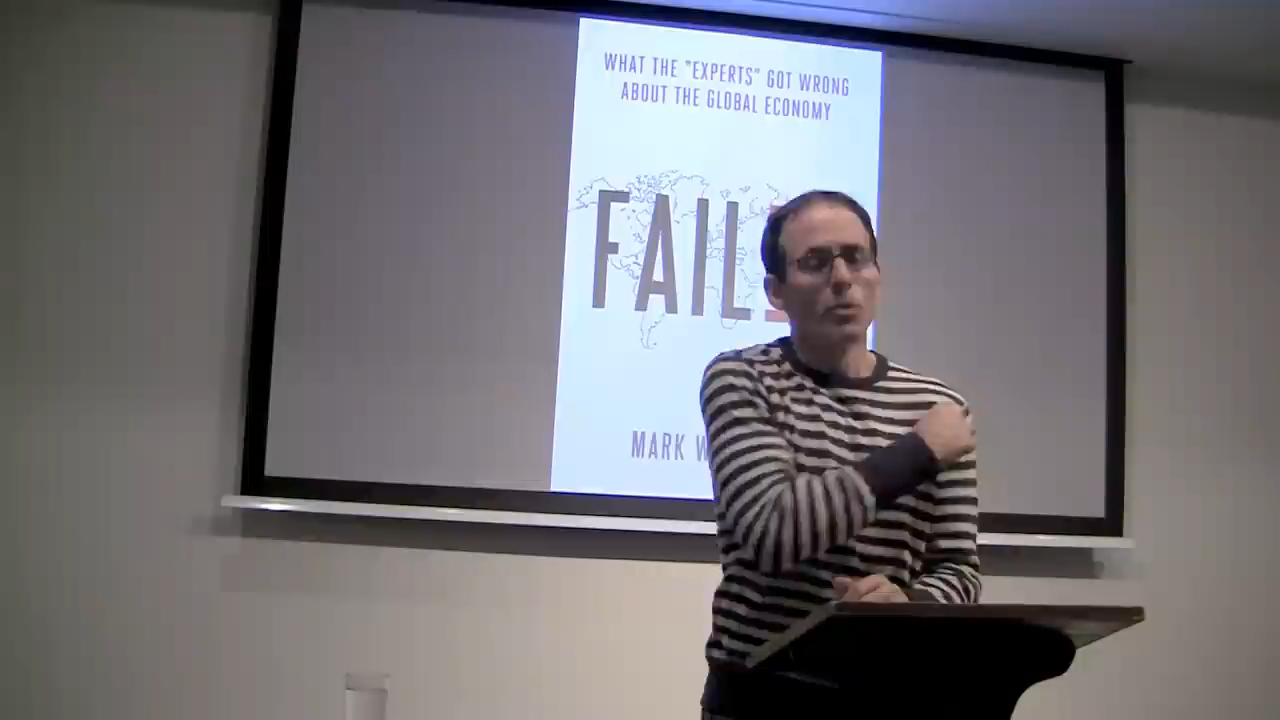 WHAT THE "EXPERTS" GOT WRONG
ABOUT THE GLOBAL ECONOMY
FAIL
MARK